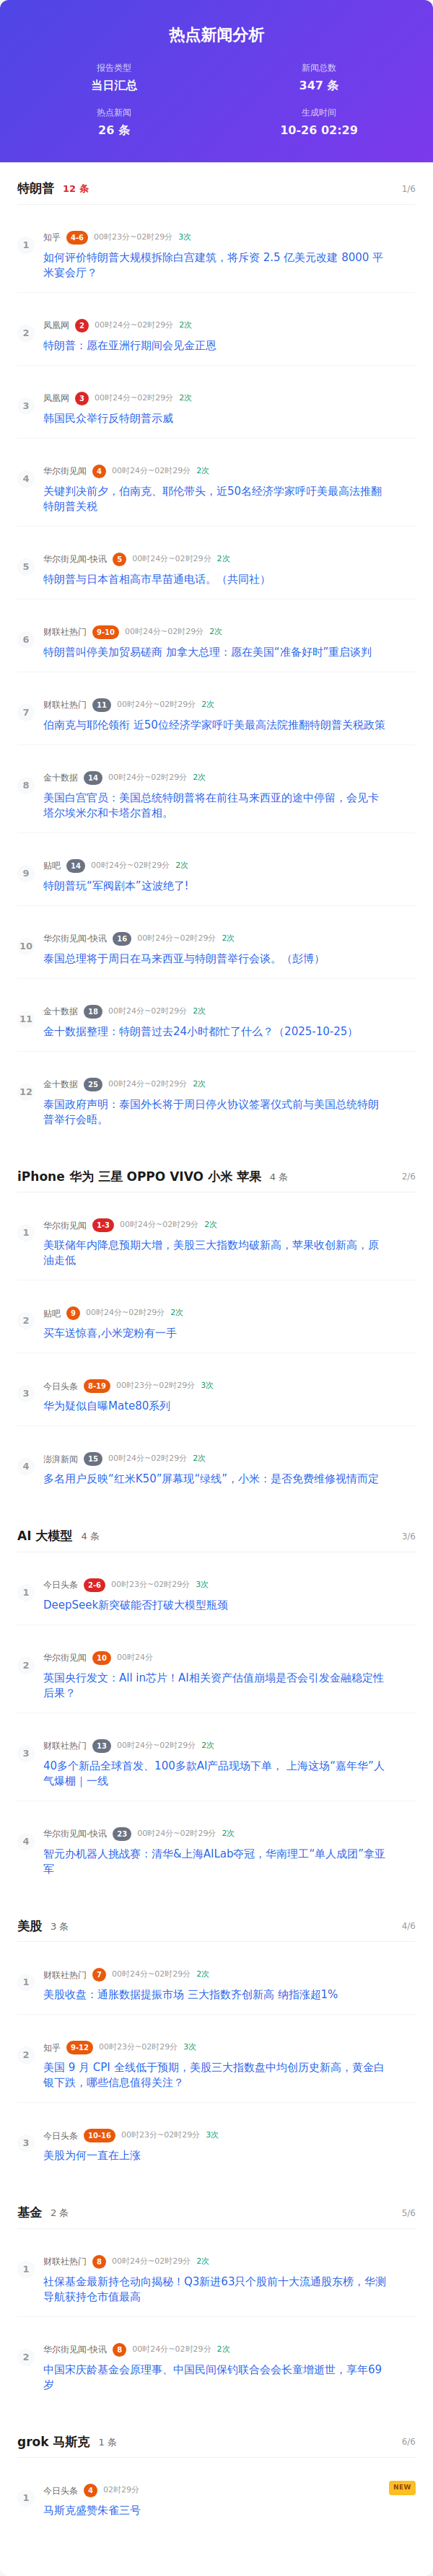 热点新闻分析
报告类型
当日汇总
新闻总数
347 条
热点新闻
26 条
生成时间
10-26 02:29
特朗普 12 条 1/6
1 知乎 4-6 00时23分~02时29分 3次
如何评价特朗普大规模拆除白宫建筑，将斥资 2.5 亿美元改建 8000 平
米宴会厅？
2 凤凰网 2 00时24分~02时29分 2次
特朗普：愿在亚洲行期间会见金正恩
3 凤凰网 3 00时24分~02时29分 2次
韩国民众举行反特朗普示威
4 华尔街见闻 4 00时24分~02时29分 2次
关键判决前夕，伯南克、耶伦带头，近50名经济学家呼吁美最高法推翻
特朗普关税
5 华尔街见闻-快讯 5 00时24分~02时29分 2次
特朗普与日本首相高市早苗通电话。（共同社）
6 财联社热门 9-10 00时24分~02时29分 2次
特朗普叫停美加贸易磋商 加拿大总理：愿在美国“准备好时”重启谈判
7 财联社热门 11 00时24分~02时29分 2次
伯南克与耶伦领衔 近50位经济学家呼吁美最高法院推翻特朗普关税政策
8 金十数据 14 00时24分~02时29分 2次
美国白宫官员：美国总统特朗普将在前往马来西亚的途中停留，会见卡
塔尔埃米尔和卡塔尔首相。
9 贴吧 14 00时24分~02时29分 2次
特朗普玩“军阀剧本”这波绝了!
10 华尔街见闻-快讯 16 00时24分~02时29分 2次
泰国总理将于周日在马来西亚与特朗普举行会谈。（彭博）
11 金十数据 18 00时24分~02时29分 2次
金十数据整理：特朗普过去24小时都忙了什么？（2025-10-25）
12 金十数据 25 00时24分~02时29分 2次
泰国政府声明：泰国外长将于周日停火协议签署仪式前与美国总统特朗
普举行会晤。
iPhone 华为 三星 OPPO VIVO 小米 苹果 4 条 2/6
1 华尔街见闻 1-3 00时24分~02时29分 2次
美联储年内降息预期大增，美股三大指数均破新高，苹果收创新高，原
油走低
2 贴吧 9 00时24分~02时29分 2次
买车送惊喜,小米宠粉有一手
3 今日头条 8-19 00时23分~02时29分 3次
华为疑似自曝Mate80系列
4 澎湃新闻 15 00时24分~02时29分 2次
多名用户反映“红米K50”屏幕现“绿线”，小米：是否免费维修视情而定
AI 大模型 4 条 3/6
1 今日头条 2-6 00时23分~02时29分 3次
DeepSeek新突破能否打破大模型瓶颈
2 华尔街见闻 10 00时24分
英国央行发文：All in芯片！AI相关资产估值崩塌是否会引发金融稳定性
后果？
3 财联社热门 13 00时24分~02时29分 2次
40多个新品全球首发、100多款AI产品现场下单， 上海这场“嘉年华”人
气爆棚｜一线
4 华尔街见闻-快讯 23 00时24分~02时29分 2次
智元办机器人挑战赛：清华&上海AILab夺冠，华南理工“单人成团”拿亚
军
美股 3 条 4/6
1 财联社热门 7 00时24分~02时29分 2次
美股收盘：通胀数据提振市场 三大指数齐创新高 纳指涨超1%
2 知乎 9-12 00时23分~02时29分 3次
美国 9 月 CPI 全线低于预期，美股三大指数盘中均创历史新高，黄金白
银下跌，哪些信息值得关注？
3 今日头条 10-16 00时23分~02时29分 3次
美股为何一直在上涨
基金 2 条 5/6
1 财联社热门 8 00时24分~02时29分 2次
社保基金最新持仓动向揭秘！Q3新进63只个股前十大流通股东榜，华测
导航获持仓市值最高
2 华尔街见闻-快讯 8 00时24分~02时29分 2次
中国宋庆龄基金会原理事、中国民间保钓联合会会长童增逝世，享年69
岁
grok 马斯克 1 条 6/6
1 今日头条 4 02时29分 NEW
马斯克盛赞朱雀三号